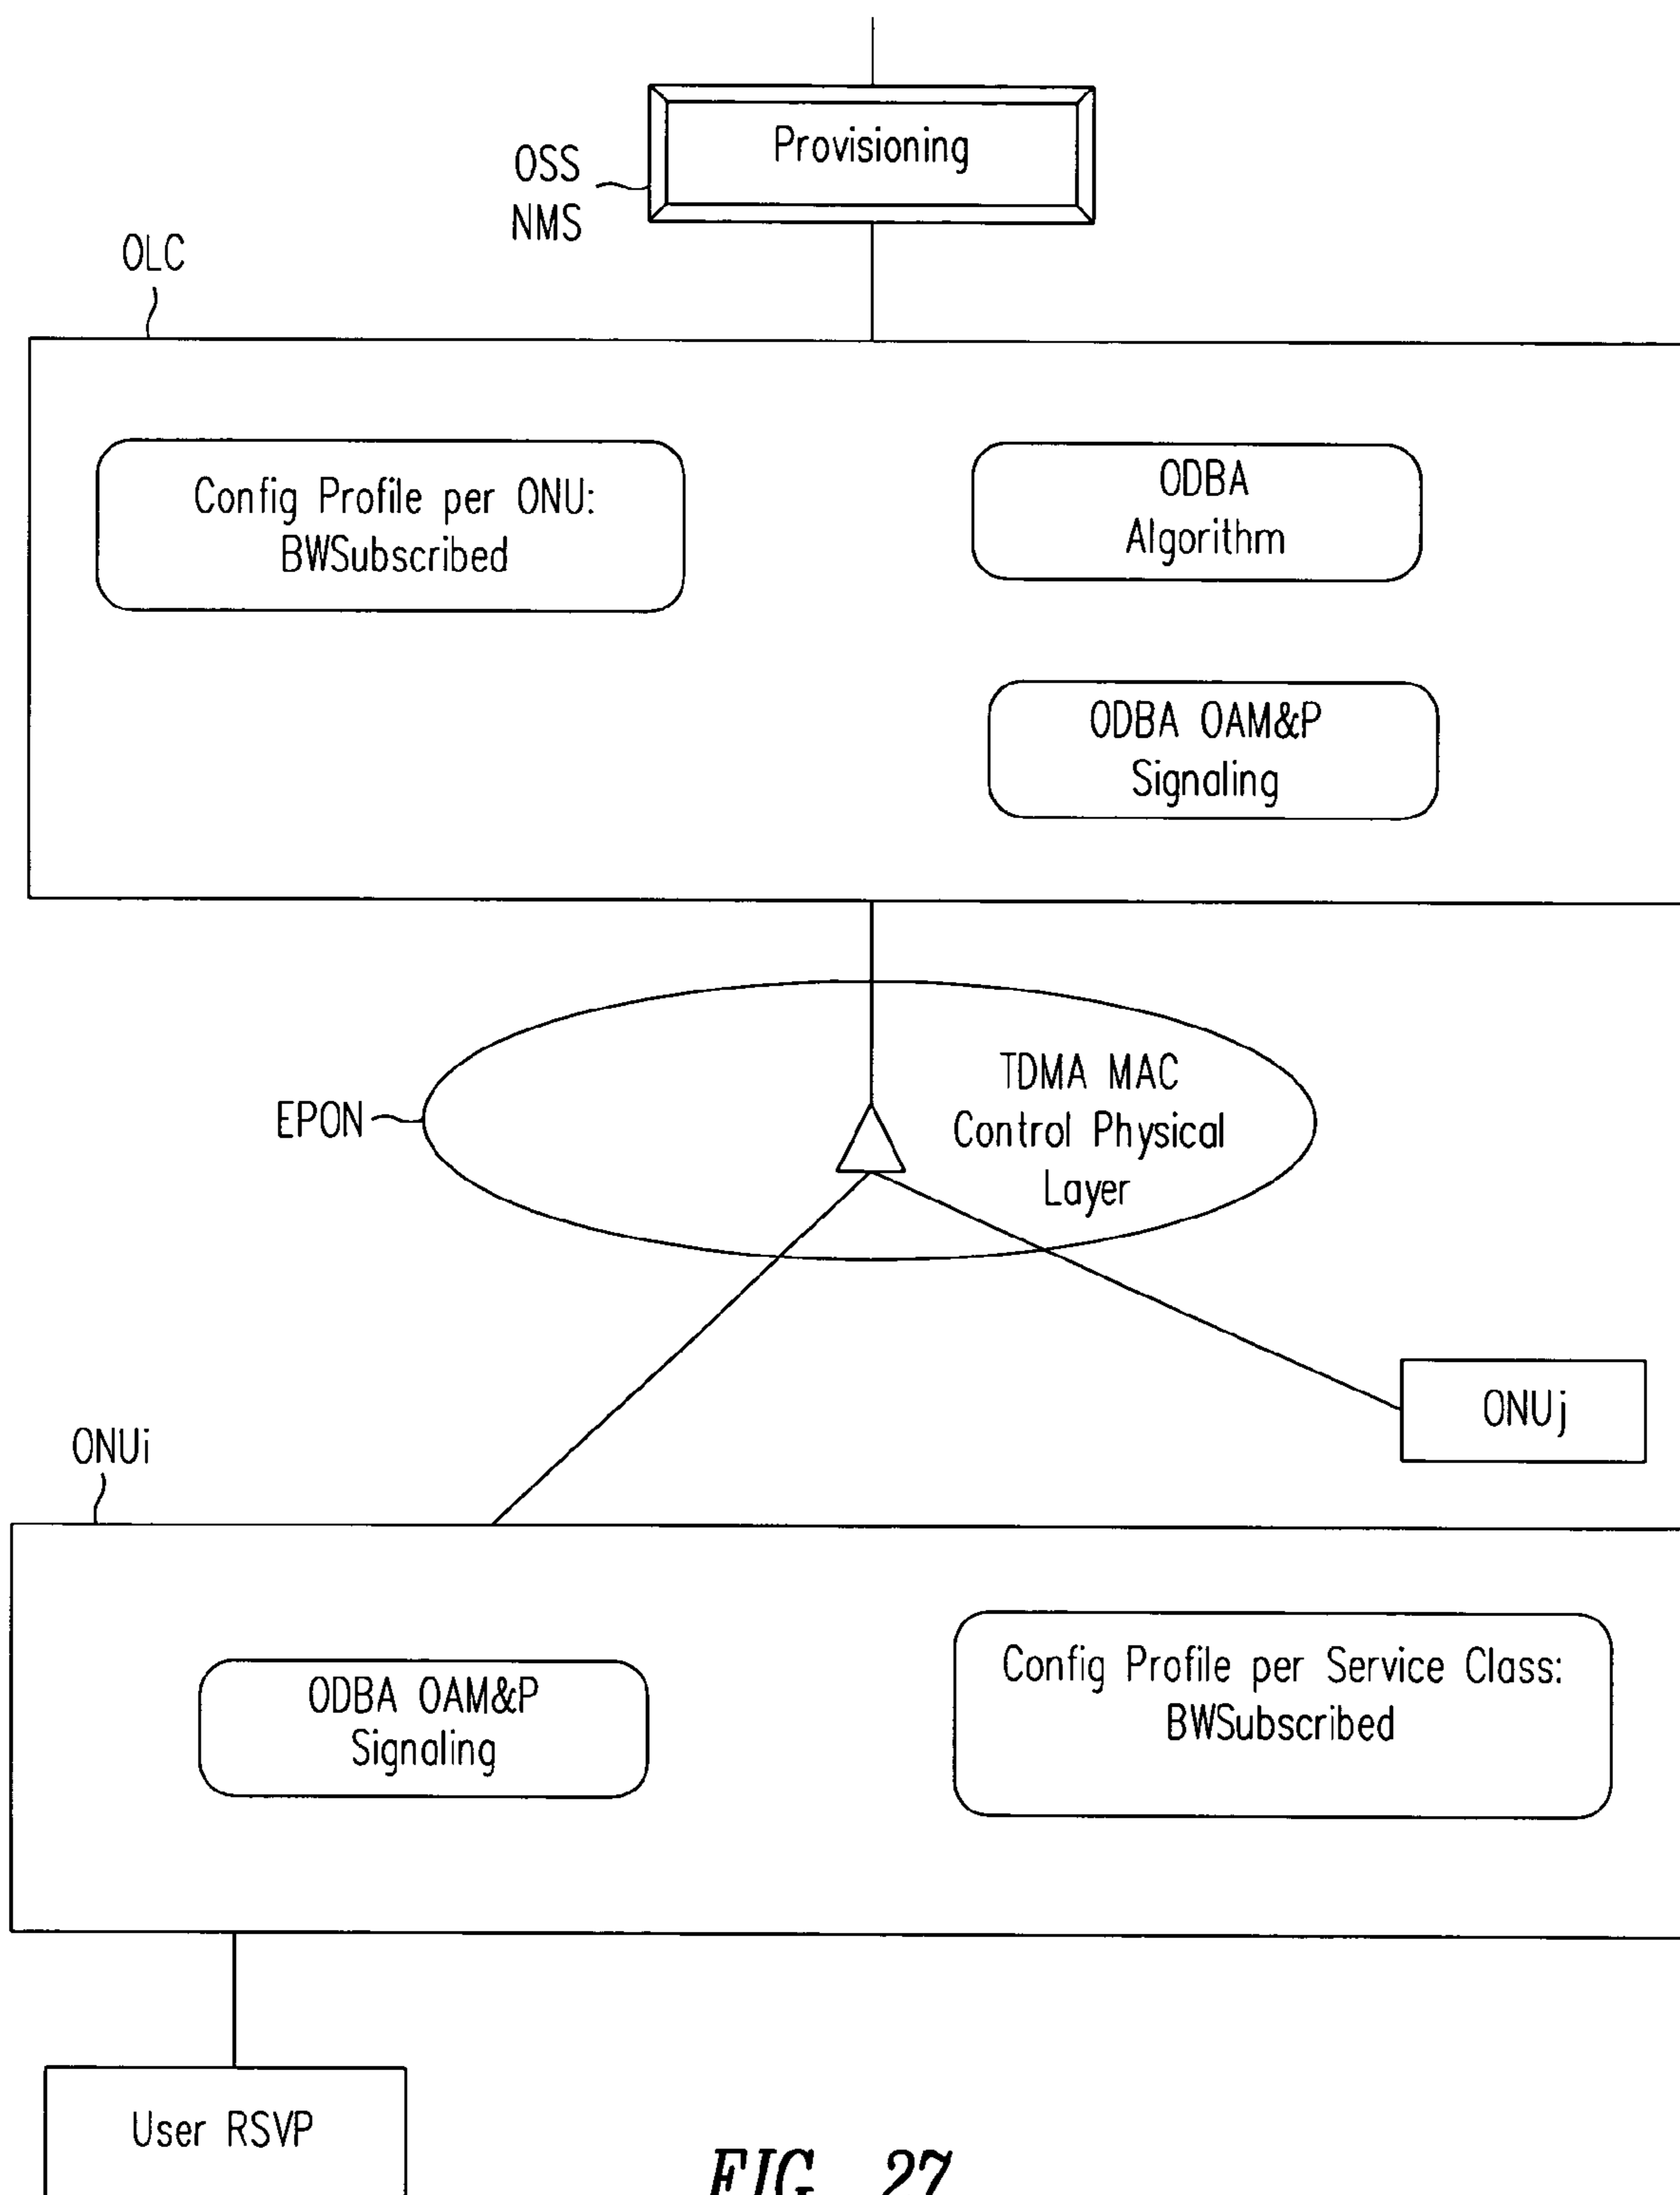 Provisioning
OSS
NMS
OLC
Config Profile per ONU:
BWSubscribed
ODBA
Algorithm
ODBA OAM&P
Signaling
TDMA MAC
Control Physical
Layer
EPON
ONUj
ONUi
ODBA OAM&P
Signaling
Config Profile per Service Class:
BWSubscribed
User RSVP
FIG. 27